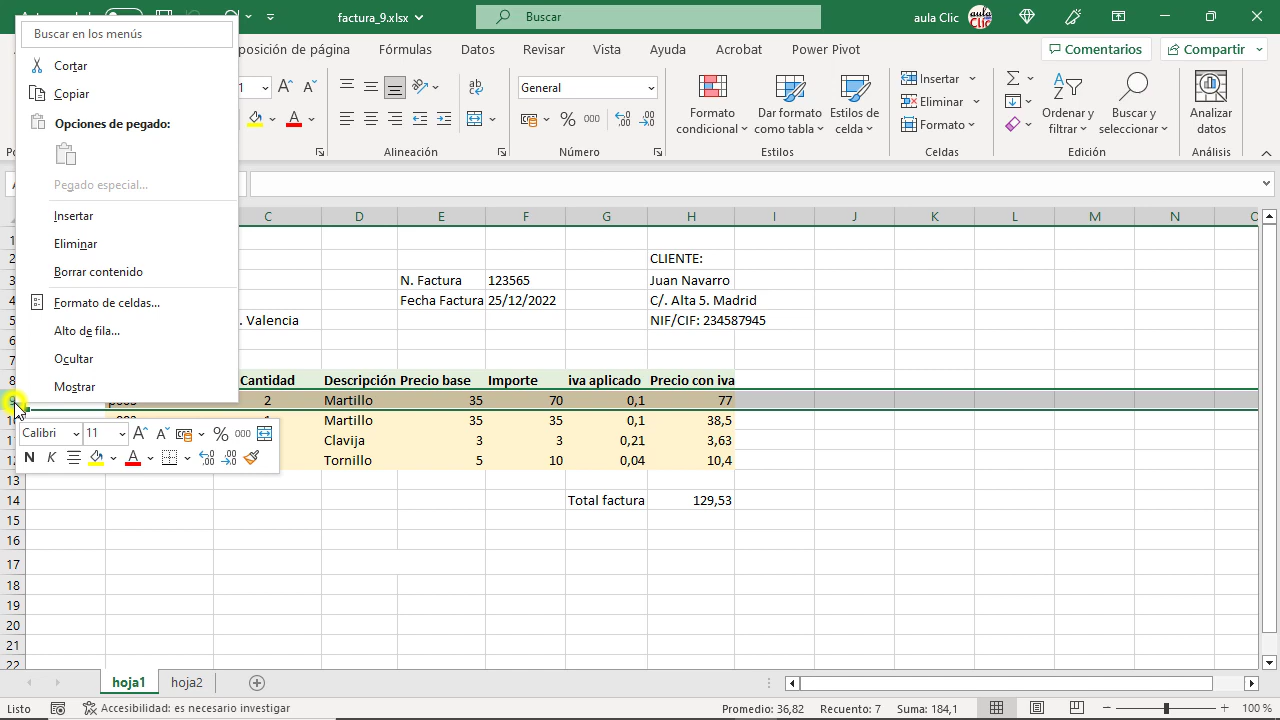 factura_9.xlsx
Buscar
aula Clic
Buscar en los menús
posición de página
Fórmulas
Datos
Revisar
Vista
Ayuda
Acrobat
Power Pivot
Comentarios
Compartir
Cortar
Copiar
Opciones de pegado:
Pegado especial...
Insertar
Eliminar
Borrar contenido
Formato de celdas...
Alto de fila...
Ocultar
Mostrar
General
Formato condicional
Dar formato como tabla
Estilos de celda
Insertar
Eliminar
Formato
Ordenar y filtrar
Buscar y seleccionar
Analizar datos
Alineación
Número
Estilos
Celdas
Edición
Análisis
C D E F G H I J K L M N O
1
2 CLIENTE:
3 N. Factura 123565 Juan Navarro
4 Fecha Factura 25/12/2022 C/. Alta 5. Madrid
5 . Valencia NIF/CIF: 234587945
6
7
8 Cantidad Descripción Precio base Importe iva aplicado Precio con iva
9 2 Martillo 35 70 0,1 77
10 Martillo 35 35 0,1 38,5
Clavija 3 3 0,21 3,63
Tornillo 5 10 0,04 10,4
Calibri 11
N K
13
14 Total factura 129,53
15
16
17
18
19
20
21
22
hoja1 hoja2
Listo
Accesibilidad: es necesario investigar
Promedio: 36,82 Recuento: 7 Suma: 184,1
100 %